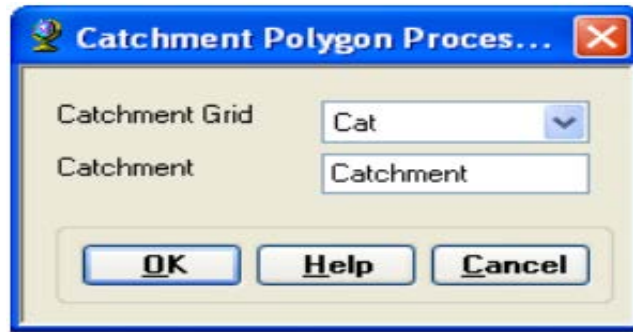 Catchment Polygon Proces...
Catchment Grid
Cat
Catchment
Catchment
OK
Help
Cancel